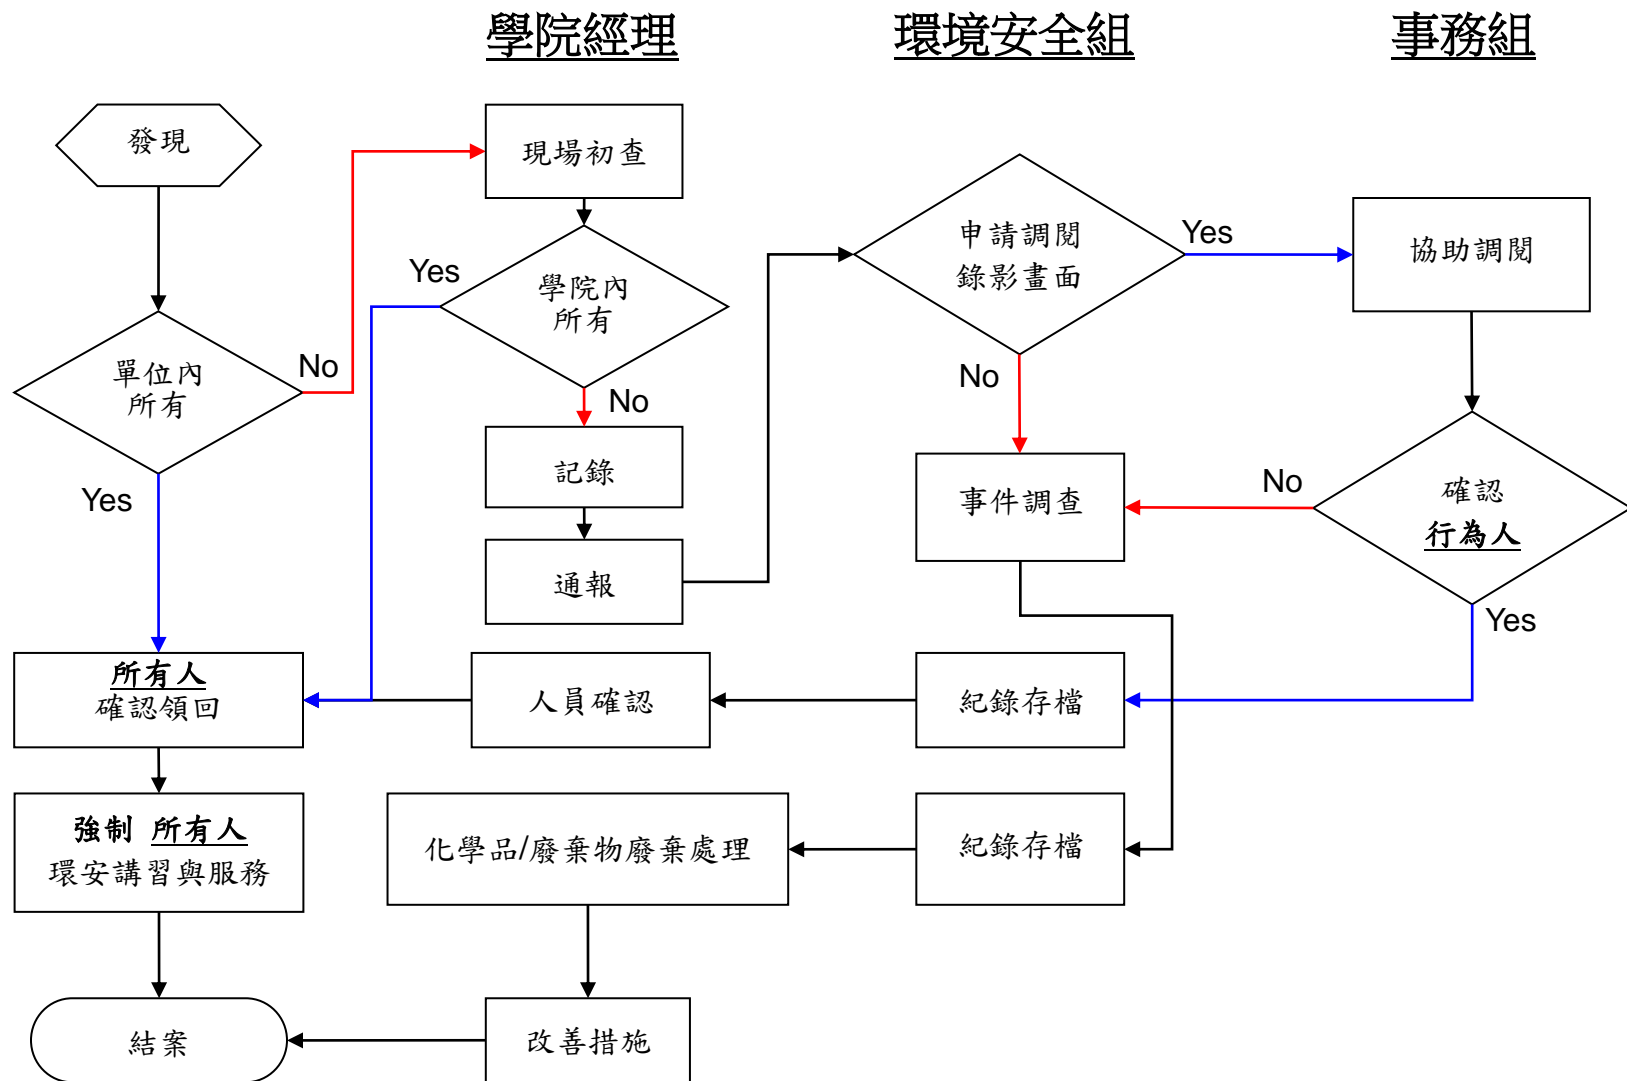 學院經理
環境安全組
事務組
發現
現場初查
申請調閱
錄影畫面
Yes
協助調閱
Yes
學院內
所有
單位內
所有
No
No
No
記錄
事件調查
No
確認
行為人
Yes
通報
Yes
所有人
確認領回
人員確認
紀錄存檔
強制 所有人
環安講習與服務
化學品/廢棄物廢棄處理
紀錄存檔
結案
改善措施